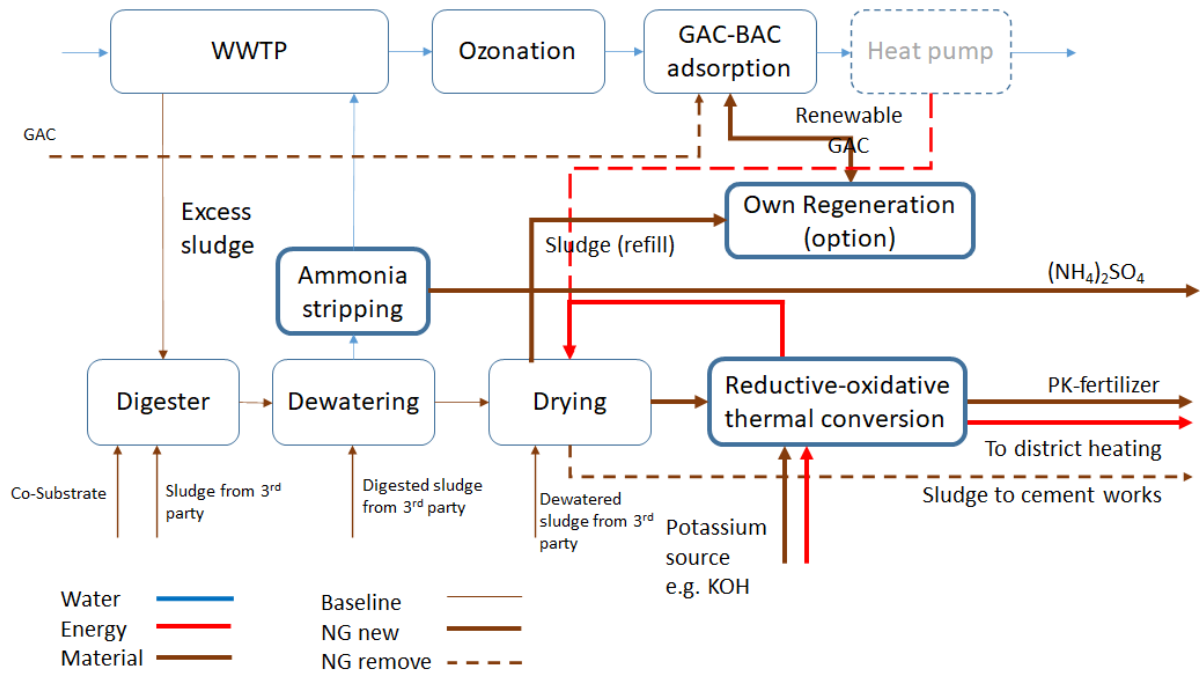 WWTP
Ozonation
GAC-BAC
adsorption
Heat pump
GAC
Renewable
GAC
Excess
sludge
Own Regeneration
(option)
Sludge (refill)
Ammonia
stripping
(NH₄)₂SO₄
Digester
Dewatering
Drying
Reductive-oxidative
thermal conversion
PK-fertilizer
To district heating
Sludge to cement works
Co-Substrate
Sludge from 3rd
party
Digested sludge
from 3rd party
Dewatered
sludge from 3rd
party
Potassium
source
e.g. KOH
Water
Energy
Material
Baseline
NG new
NG remove